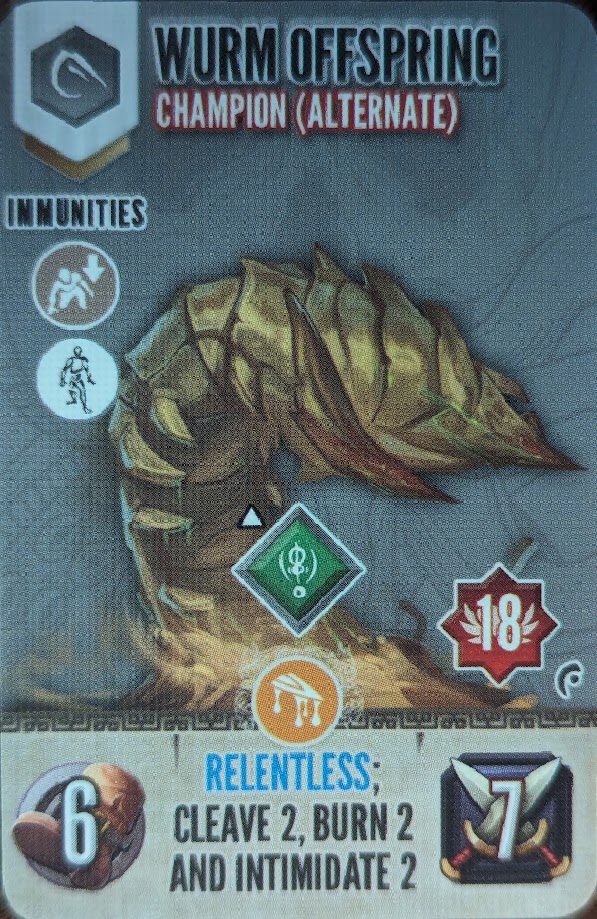 WURM OFFSPRING
CHAMPION (ALTERNATE)
IMMUNITIES
18
6
RELENTLESS;
CLEAVE 2, BURN 2
AND INTIMIDATE 2
7